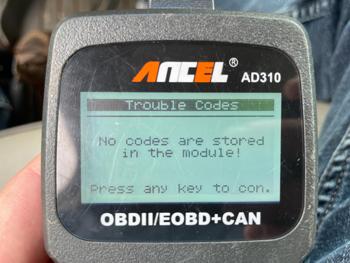 ANCEL® AD310
Trouble Codes
No codes are stored
in the module!
Press any key to con.
OBDII/EOBD+CAN